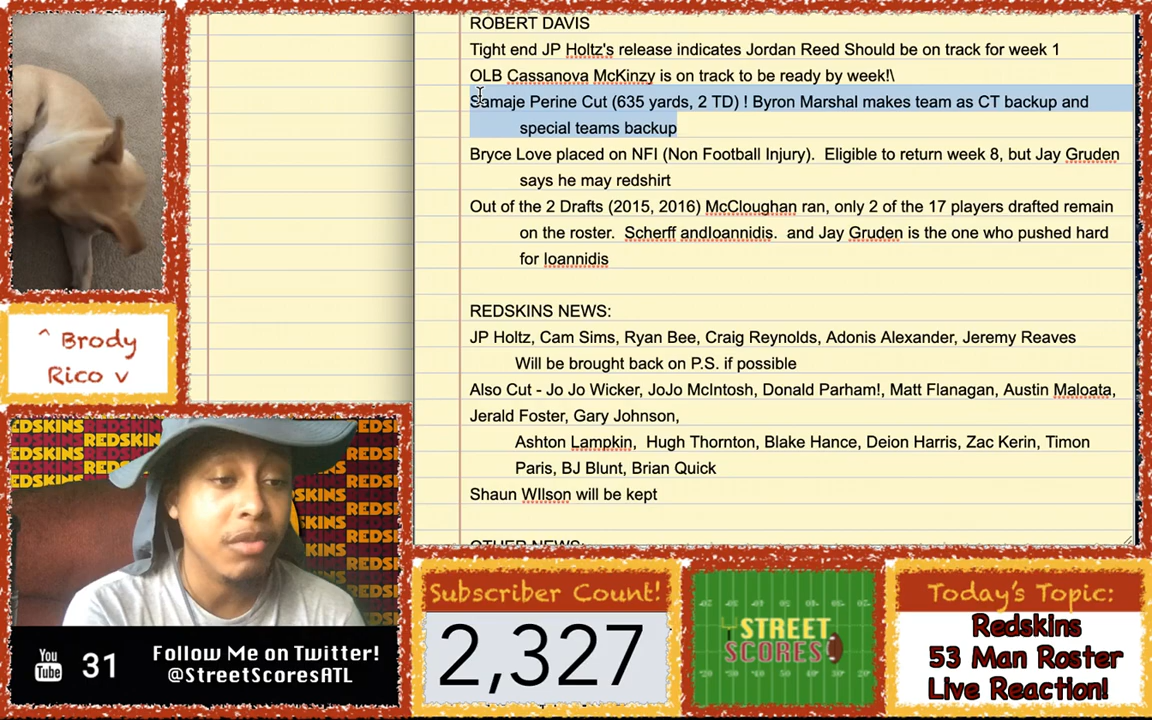 ROBERT DAVIS
Tight end JP Holtz's release indicates Jordan Reed Should be on track for week 1
OLB Cassanova McKinzy is on track to be ready by week!\
Samaje Perine Cut (635 yards, 2 TD) ! Byron Marshal makes team as CT backup and
special teams backup
Bryce Love placed on NFI (Non Football Injury). Eligible to return week 8, but Jay Gruden
says he may redshirt
Out of the 2 Drafts (2015, 2016) McCloughan ran, only 2 of the 17 players drafted remain
on the roster. Scherff andIoannidis. and Jay Gruden is the one who pushed hard
for Ioannidis
REDSKINS NEWS:
JP Holtz, Cam Sims, Ryan Bee, Craig Reynolds, Adonis Alexander, Jeremy Reaves
Will be brought back on P.S. if possible
Also Cut - Jo Jo Wicker, JoJo McIntosh, Donald Parham!, Matt Flanagan, Austin Maloata,
Jerald Foster, Gary Johnson,
Ashton Lampkin, Hugh Thornton, Blake Hance, Deion Harris, Zac Kerin, Timon
Paris, BJ Blunt, Brian Quick
Shaun WIlson will be kept
OTHER NEWS:
^ Brody
Rico v
REDSKINS
You Tube
31
Follow Me on Twitter!
@StreetScoresATL
Subscriber Count!
2,327
STREET
SCORES
Today's Topic:
Redskins
53 Man Roster
Live Reaction!